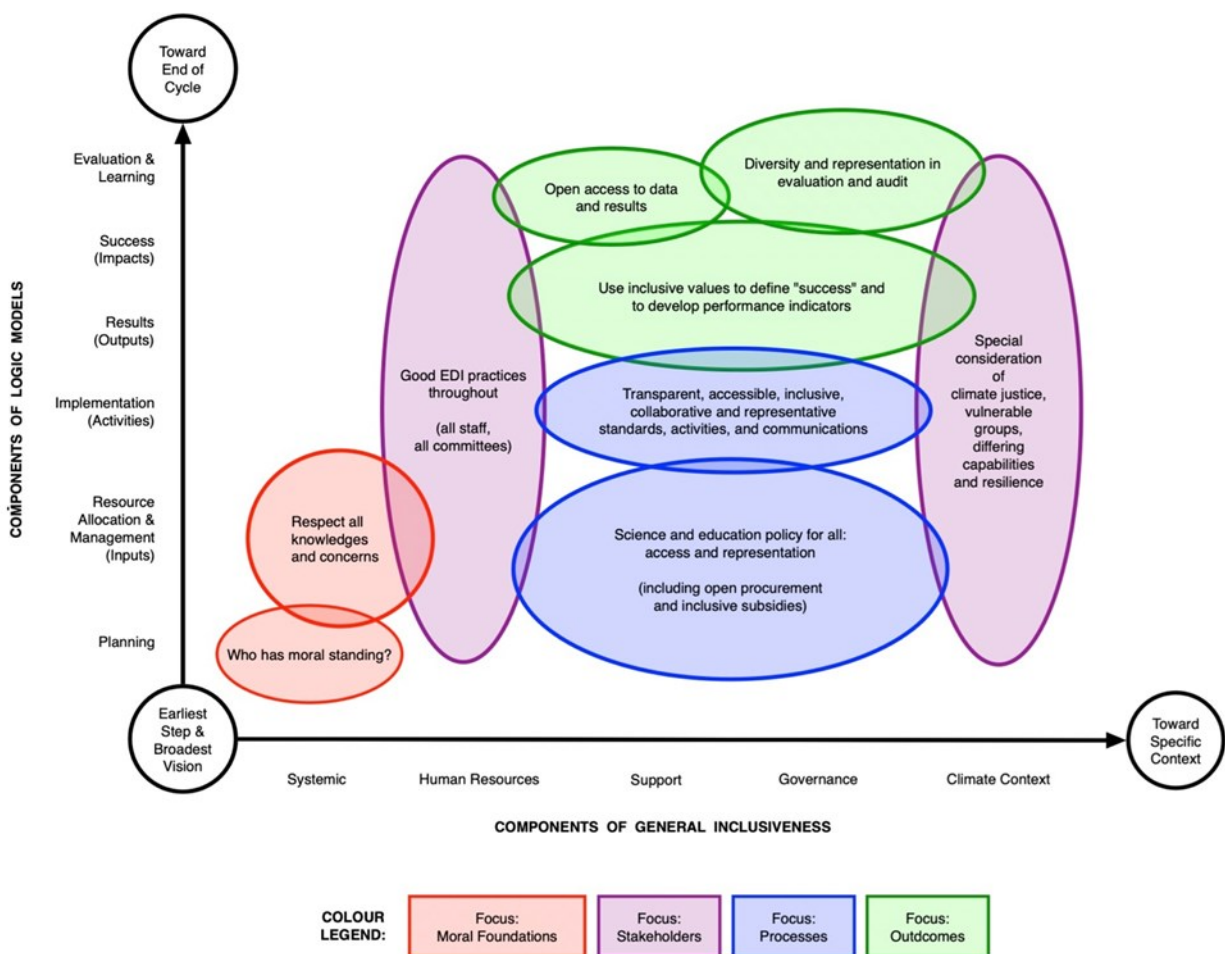 Toward
End of
Cycle
Evaluation &
Learning
Success
(Impacts)
Results
(Outputs)
Implementation
(Activities)
Resource
Allocation &
Management
(Inputs)
Planning
COMPONENTS OF LOGIC MODELS
Open access to data
and results
Diversity and representation in
evaluation and audit
Use inclusive values to define "success" and
to develop performance indicators
Good EDI practices
throughout
(all staff,
all committees)
Transparent, accessible, inclusive,
collaborative and representative
standards, activities, and communications
Special
consideration
of
climate justice,
vulnerable
groups,
differing
capabilities
and resilience
Respect all
knowledges
and concerns
Science and education policy for all:
access and representation
(including open procurement
and inclusive subsidies)
Who has moral standing?
Earliest
Step &
Broadest
Vision
Toward
Specific
Context
Systemic
Human Resources
Support
Governance
Climate Context
COMPONENTS OF GENERAL INCLUSIVENESS
COLOUR
LEGEND:
Focus:
Moral Foundations
Focus:
Stakeholders
Focus:
Processes
Focus:
Outdcomes